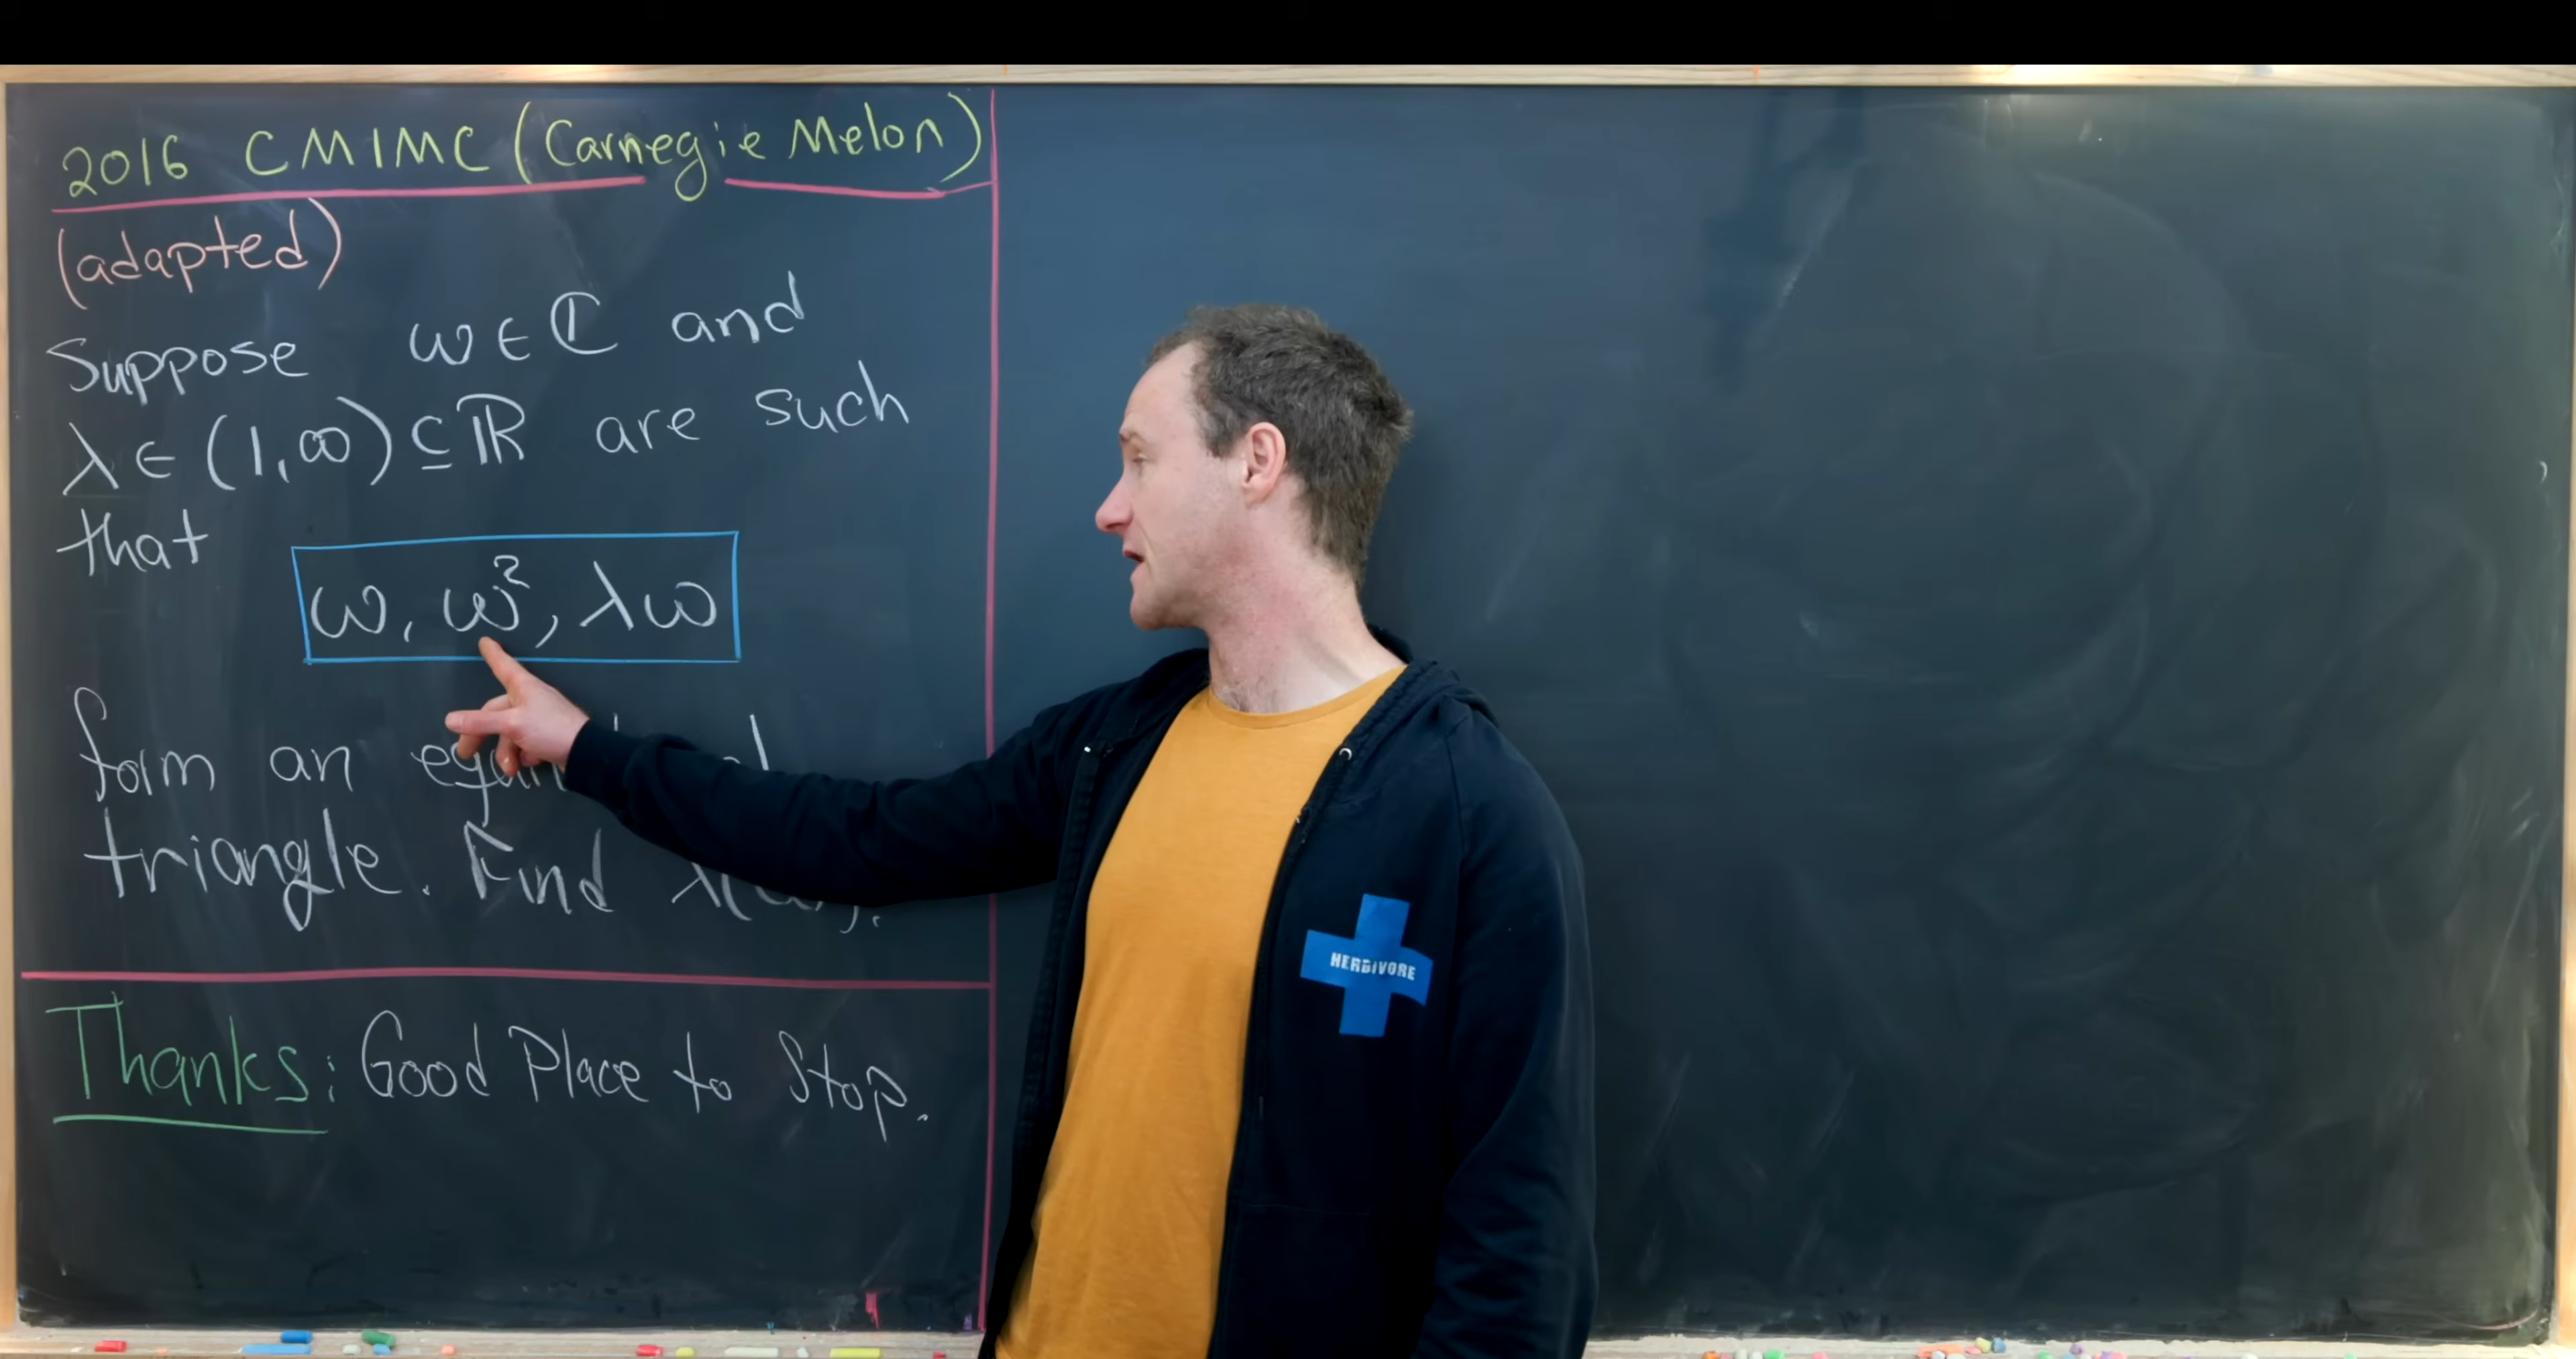 2016 CMIMC (Carnegie Melon)
(adapted)
Suppose ω ∈ ℂ and
λ ∈ (1,∞) ⊆ ℝ are such
that
ω, ω², λω
form an
triangle. Find
Thanks: Good Place to Stop.
HERBIVORE